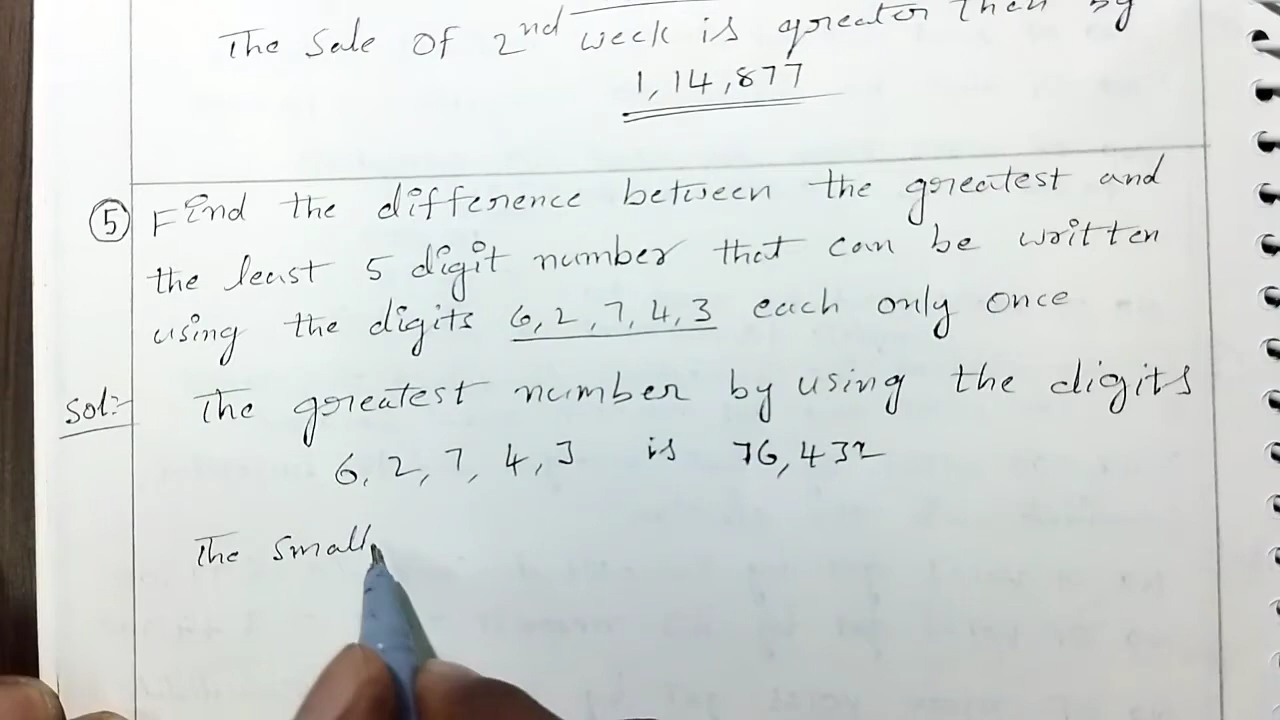 The Sale Of 2nd week is greater then by
1,14,877
5 Find the difference between the greatest and
the least 5 digit number that can be written
using the digits 6,2,7,4,3 each only once
Sol:- The greatest number by using the digits
6, 2, 7, 4, 3 is 76,432
The Small